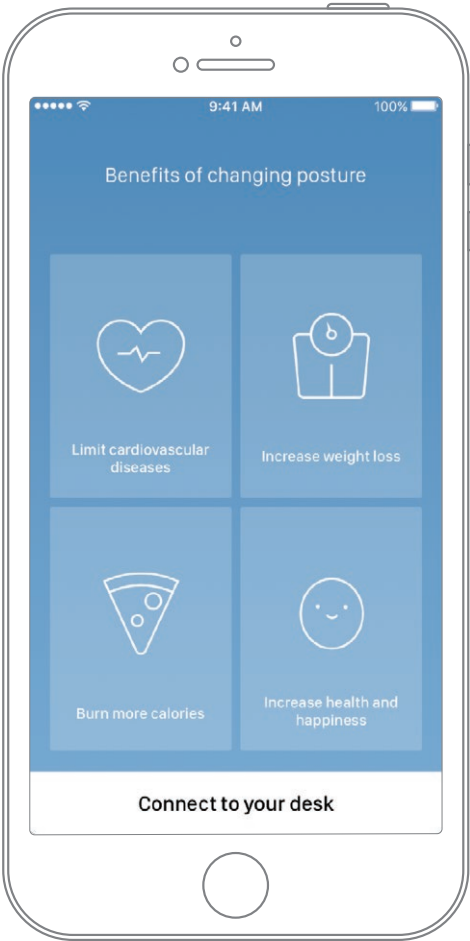 9:41 AM 100%
Benefits of changing posture
Limit cardiovascular
diseases
Increase weight loss
Burn more calories
Increase health and
happiness
Connect to your desk